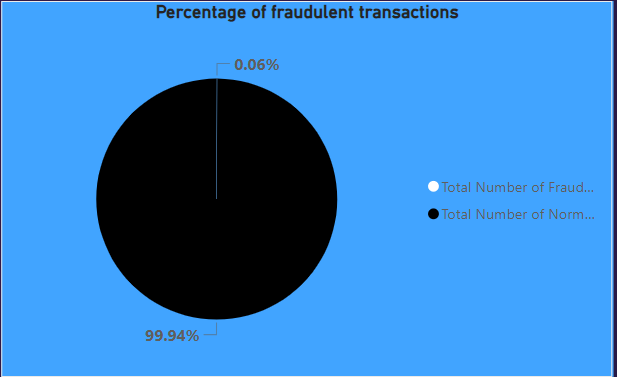 Percentage of fraudulent transactions
0.06%
Total Number of Fraud...
Total Number of Norm...
99.94%